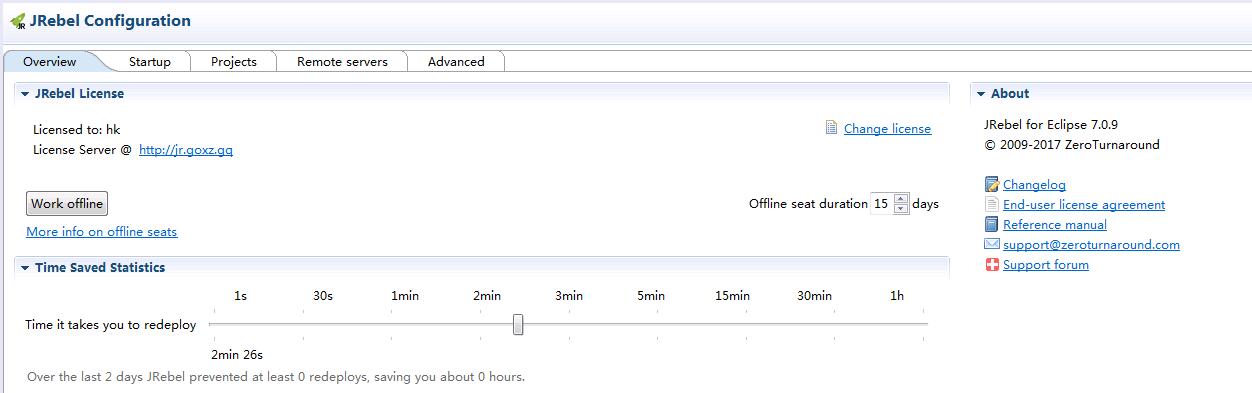 JRebel Configuration
Overview Startup Projects Remote servers Advanced
JRebel License
Licensed to: hk
License Server @ http://jr.goxz.gq
Change license
Work offline
Offline seat duration 15 days
More info on offline seats
Time Saved Statistics
1s 30s 1min 2min 3min 5min 15min 30min 1h
Time it takes you to redeploy
2min 26s
Over the last 2 days JRebel prevented at least 0 redeploys, saving you about 0 hours.
About
JRebel for Eclipse 7.0.9
© 2009-2017 ZeroTurnaround
Changelog
End-user license agreement
Reference manual
support@zeroturnaround.com
Support forum